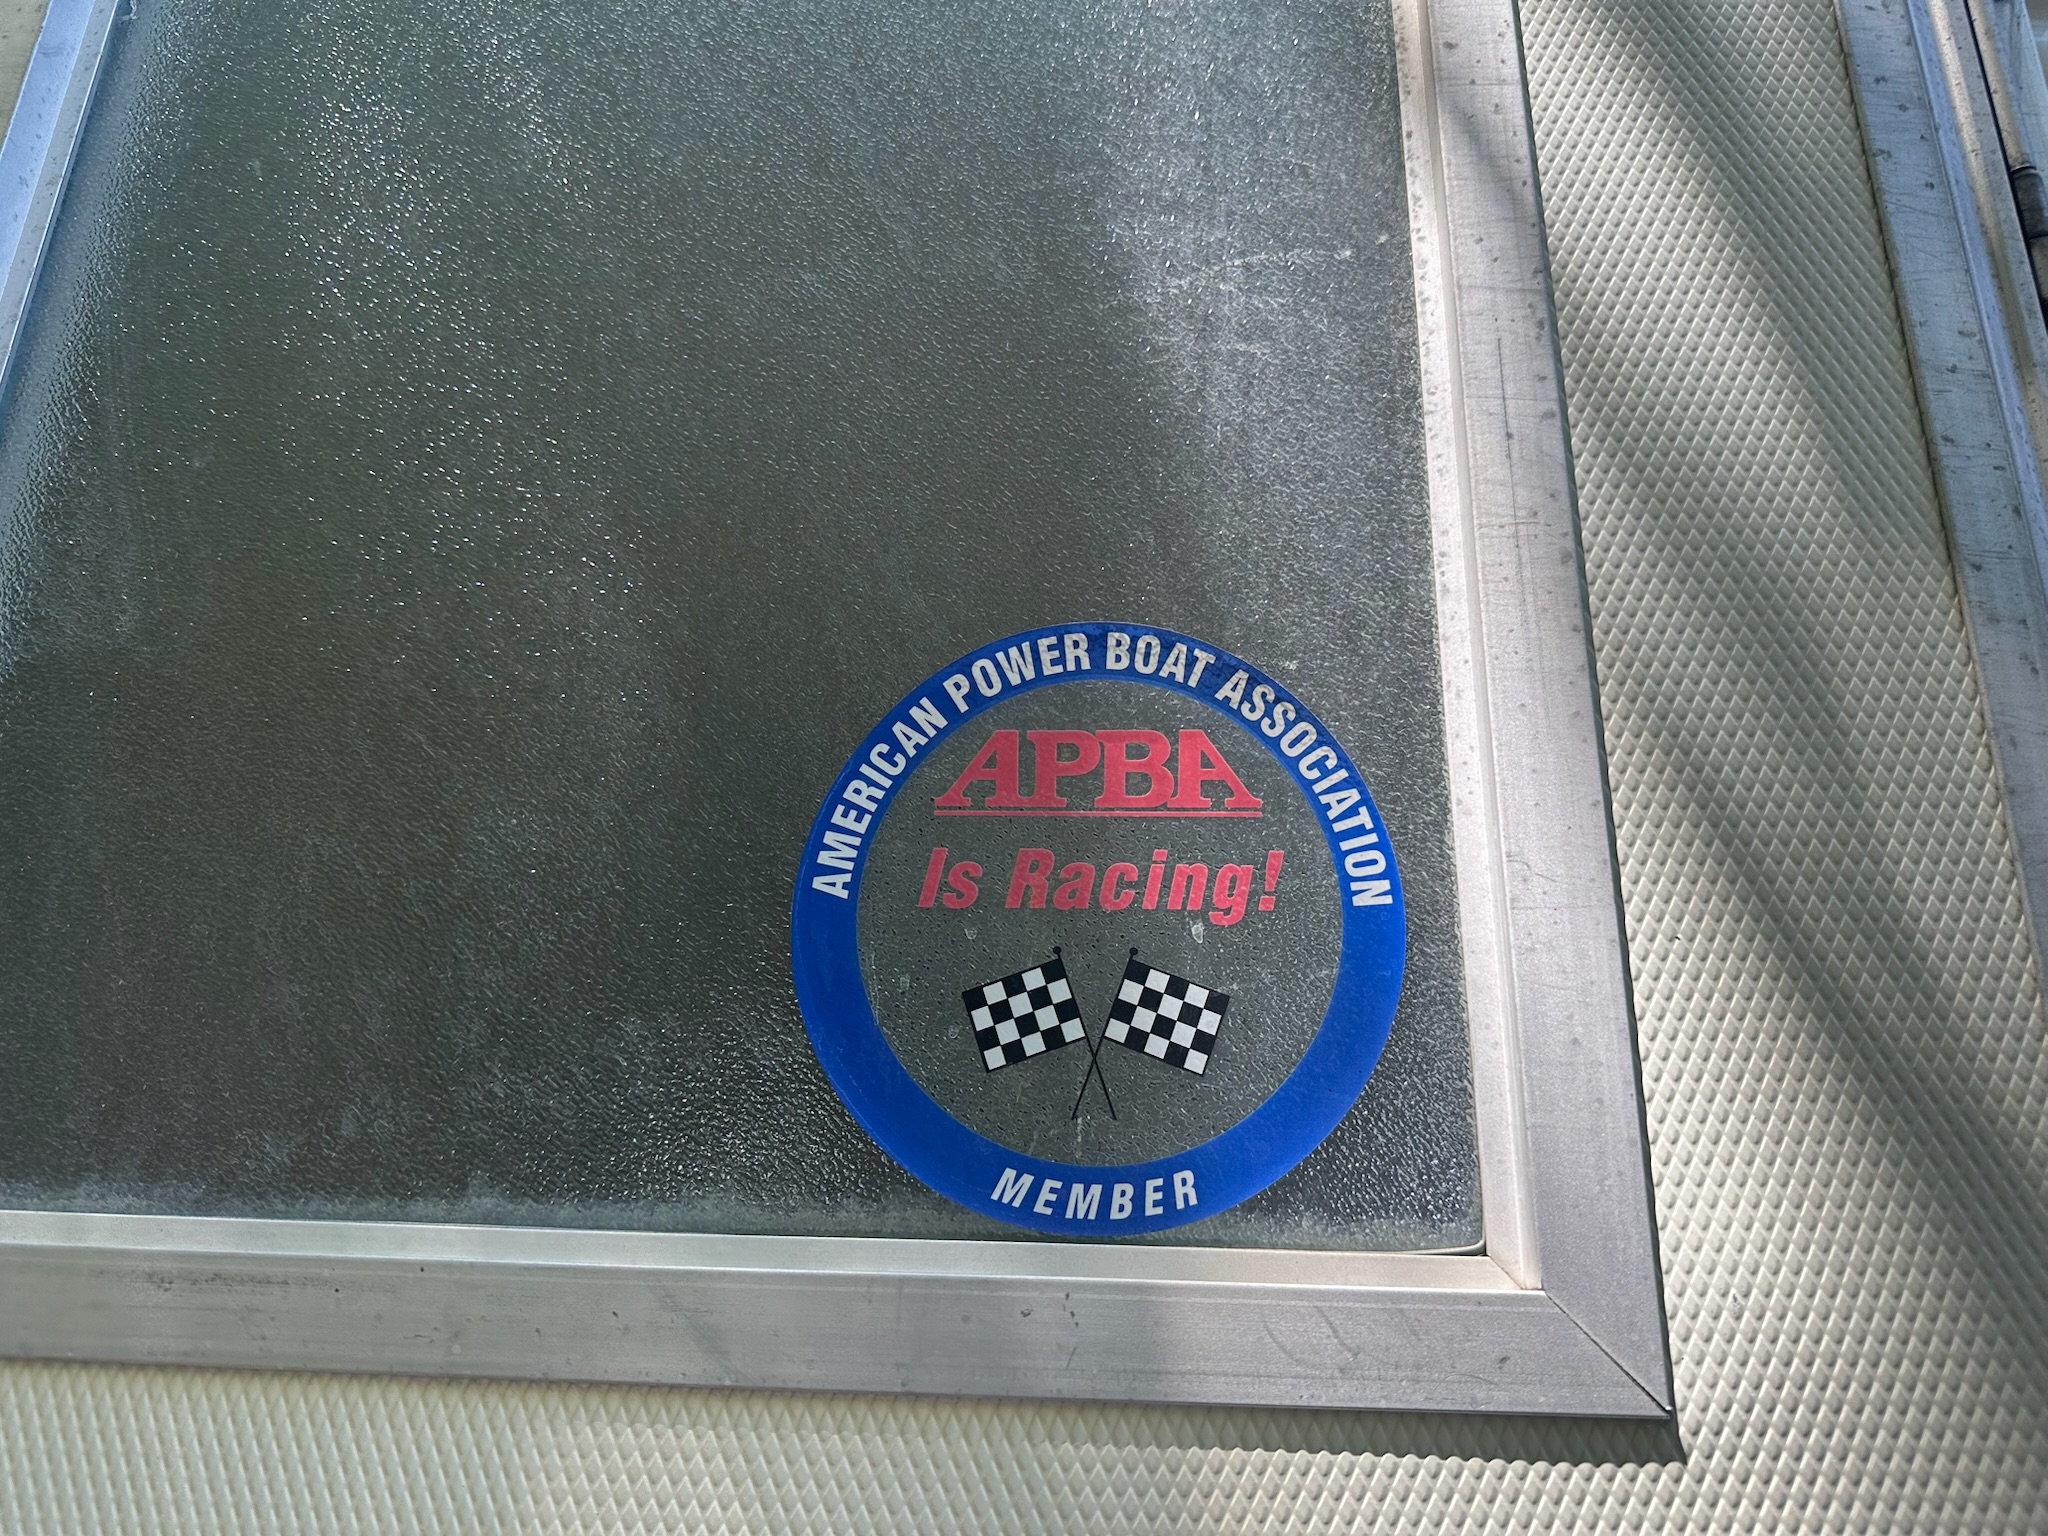 AMERICAN POWER BOAT ASSOCIATION
APBA
Is Racing!
MEMBER